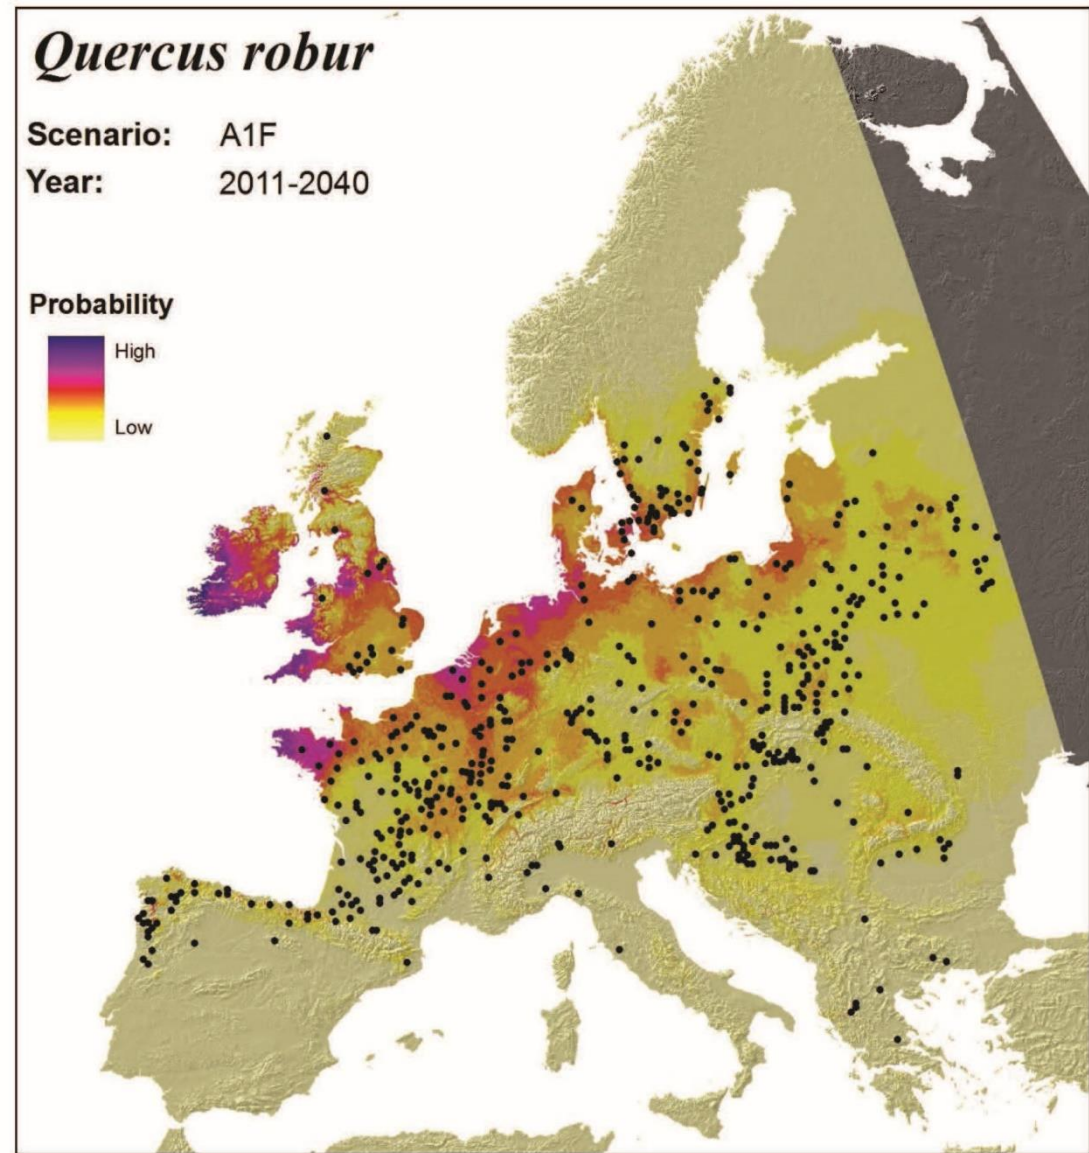 Quercus robur
Scenario: A1F
Year: 2011-2040
Probability
High
Low